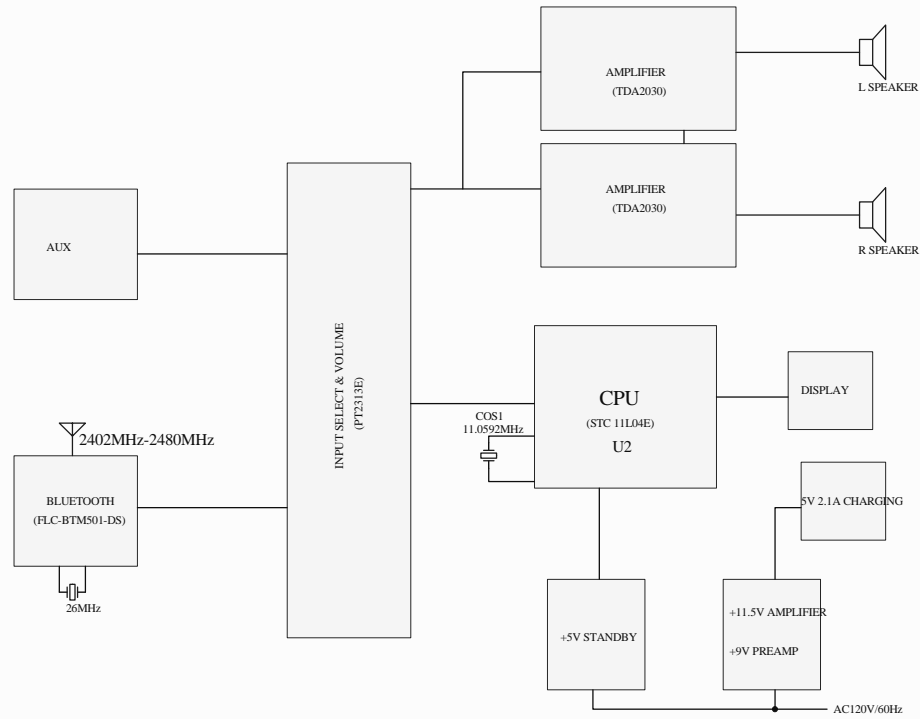 AMPLIFIER
(TDA2030)
L SPEAKER
AMPLIFIER
(TDA2030)
R SPEAKER
AUX
INPUT SELECT & VOLUME
(PT2313E)
2402MHz-2480MHz
BLUETOOTH
(FLC-BTM501-DS)
26MHz
COS1
11.0592MHz
CPU
(STC 11L04E)
U2
DISPLAY
5V 2.1A CHARGING
+5V STANDBY
+11.5V AMPLIFIER
+9V PREAMP
AC120V/60Hz